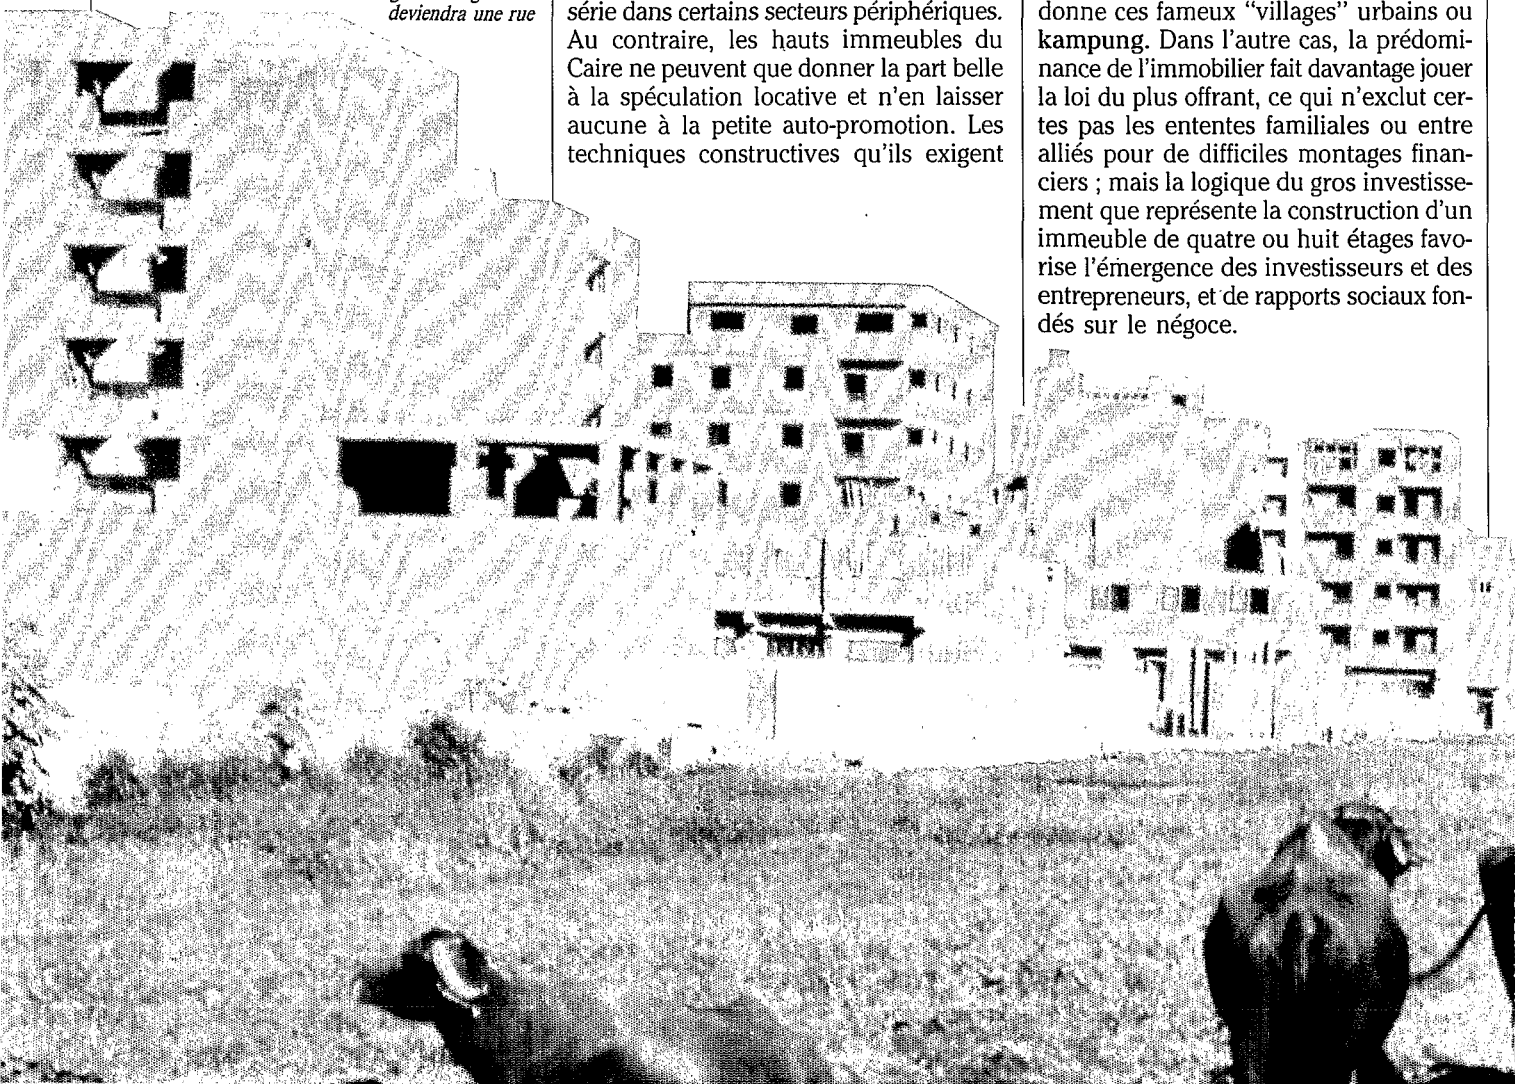 deviendra une rue
série dans certains secteurs périphériques.
Au contraire, les hauts immeubles du
Caire ne peuvent que donner la part belle
à la spéculation locative et n'en laisser
aucune à la petite auto-promotion. Les
techniques constructives qu'ils exigent
donne ces fameux “villages” urbains ou
kampung. Dans l'autre cas, la prédomi-
nance de l'immobilier fait davantage jouer
la loi du plus offrant, ce qui n'exclut cer-
tes pas les ententes familiales ou entre
alliés pour de difficiles montages finan-
ciers ; mais la logique du gros investisse-
ment que représente la construction d'un
immeuble de quatre ou huit étages favo-
rise l'émergence des investisseurs et des
entrepreneurs, et de rapports sociaux fon-
dés sur le négoce.